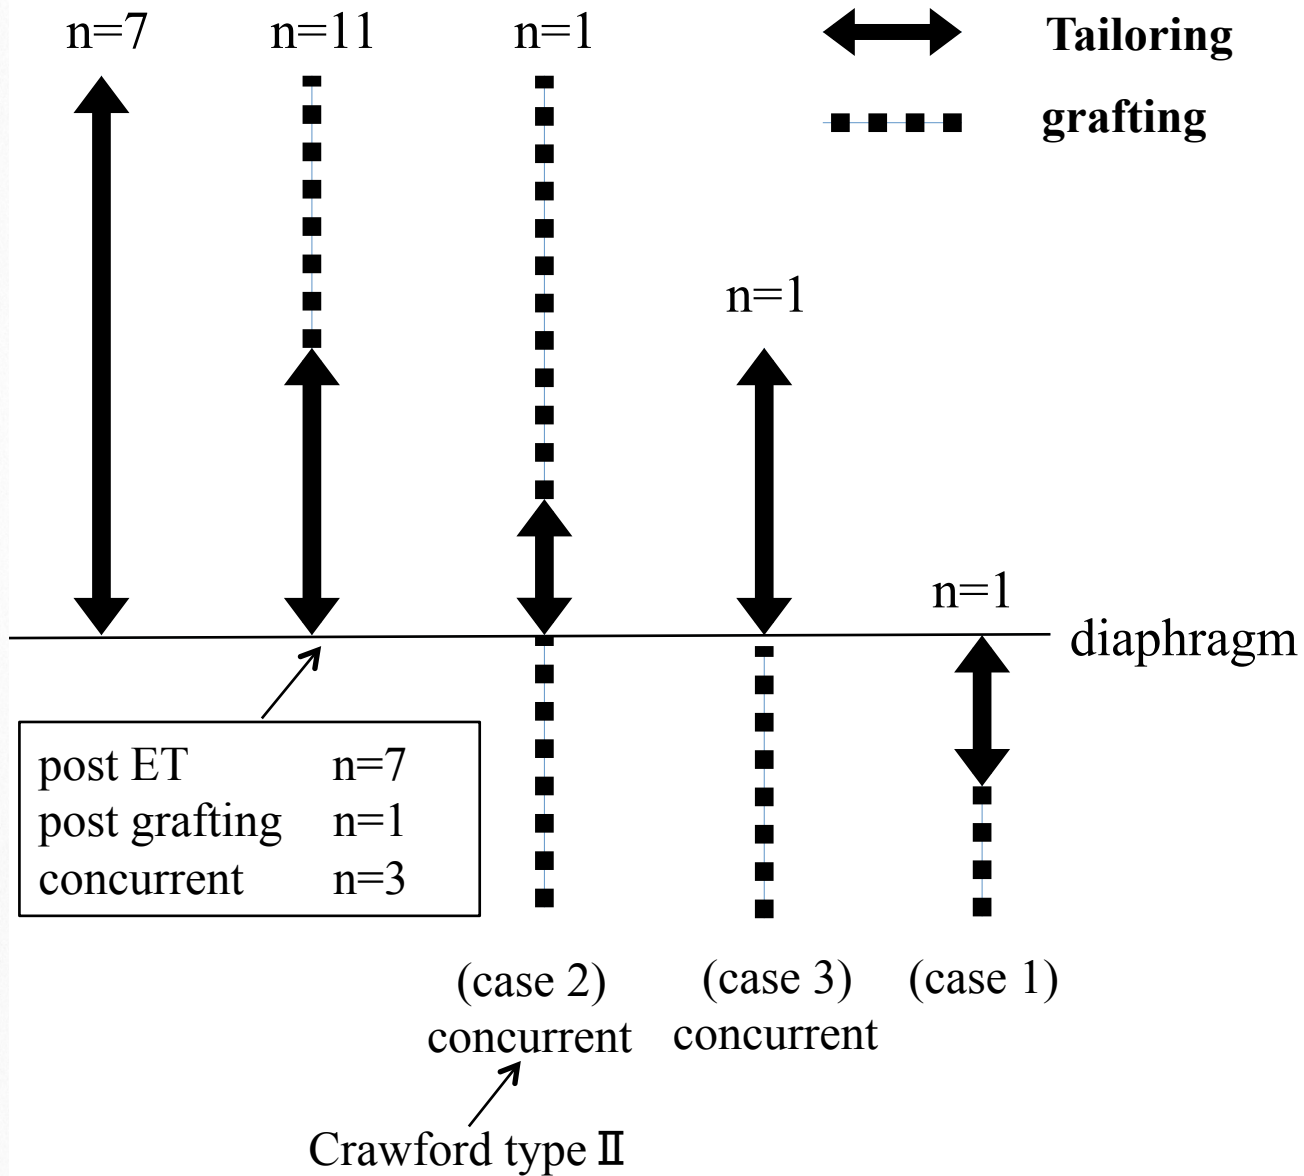 n=7
n=11
n=1
Tailoring
grafting
n=1
n=1
diaphragm
post ET n=7
post grafting n=1
concurrent n=3
(case 2)
concurrent
(case 3)
concurrent
(case 1)
Crawford type Ⅱ